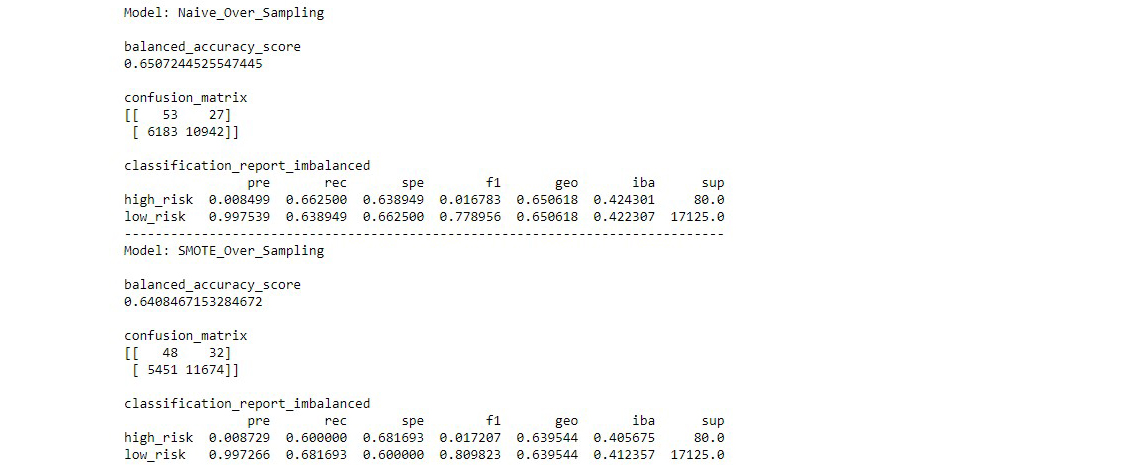 Model: Naive_Over_Sampling
balanced_accuracy_score
0.6507244525547445
confusion_matrix
[[   53    27]
 [ 6183 10942]]
classification_report_imbalanced
pre rec spe f1 geo iba sup
high_risk 0.008499 0.662500 0.638949 0.016783 0.650618 0.424301 80.0
low_risk 0.997539 0.638949 0.662500 0.778956 0.650618 0.422307 17125.0
------------------------------------------------------------------------------
Model: SMOTE_Over_Sampling
balanced_accuracy_score
0.6408467153284672
confusion_matrix
[[   48    32]
 [ 5451 11674]]
classification_report_imbalanced
pre rec spe f1 geo iba sup
high_risk 0.008729 0.600000 0.681693 0.017207 0.639544 0.405675 80.0
low_risk 0.997266 0.681693 0.600000 0.809823 0.639544 0.412357 17125.0